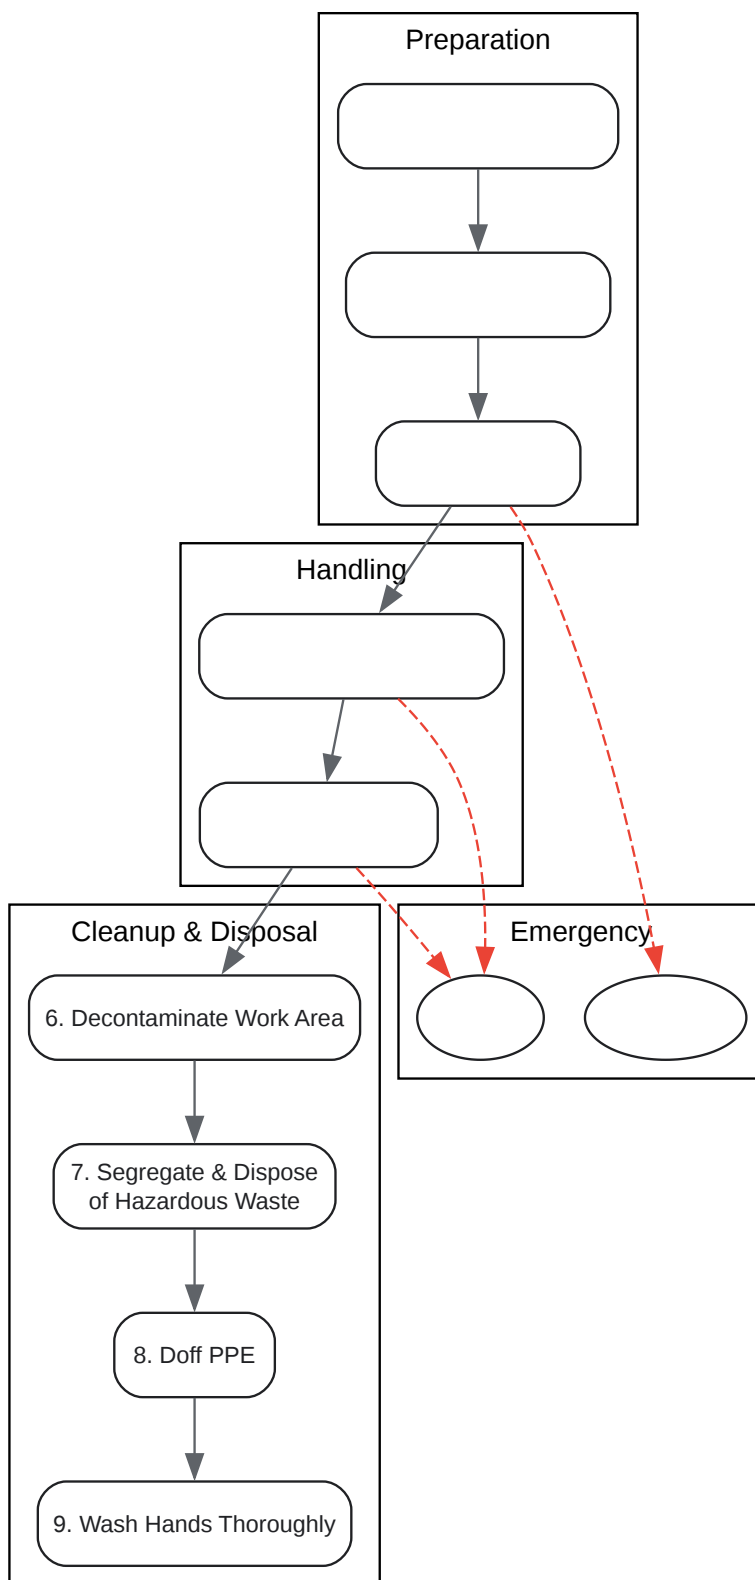 Preparation
Handling
Cleanup & Disposal
Emergency
6. Decontaminate Work Area
7. Segregate & Dispose
of Hazardous Waste
8. Doff PPE
9. Wash Hands Thoroughly